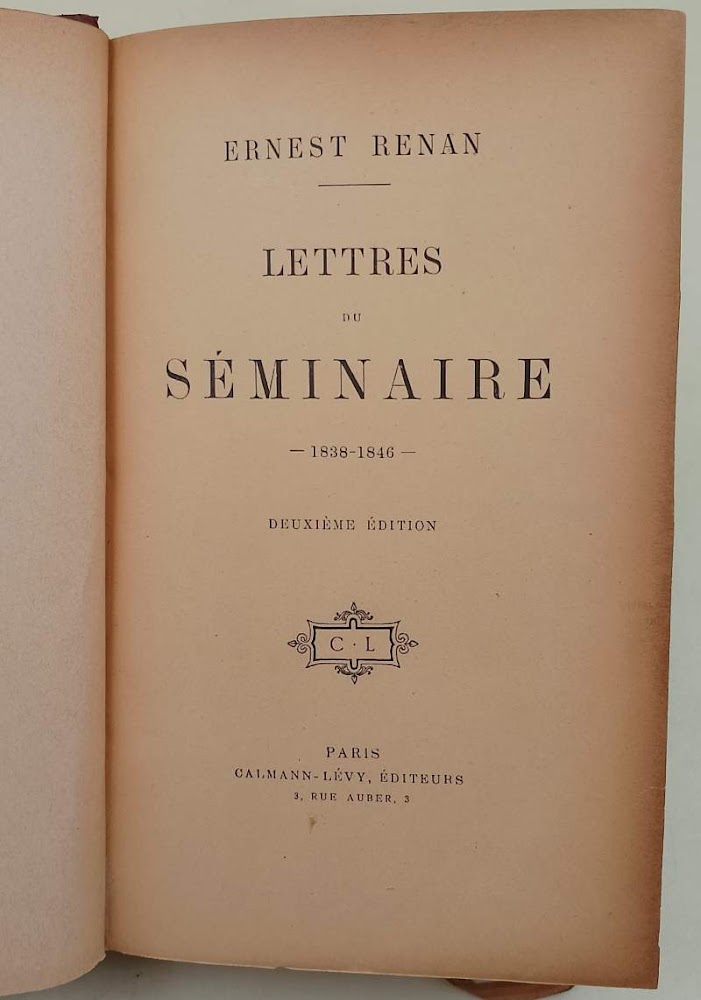 ERNEST RENAN
LETTRES
DU
SÉMINAIRE
— 1838-1846 —
DEUXIÈME ÉDITION
C · L
PARIS
CALMANN-LÉVY, ÉDITEURS
3, RUE AUBER, 3